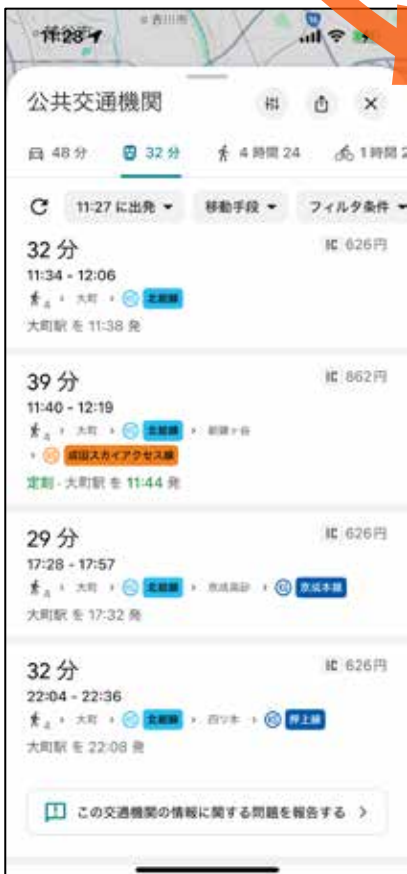 11:28
公共交通機関
48 分 32 分 4 時間 24 1 時間 2
11:27 に出発 移動手段 フィルタ条件
32 分 IC 626円
11:34 - 12:06
4 大町 北総線
大町駅 を 11:38 発
39 分 IC 862円
11:40 - 12:19
4 大町 北総線 新鎌ヶ谷
成田スカイアクセス線
定刻 - 大町駅 を 11:44 発
29 分 IC 626円
17:28 - 17:57
4 大町 北総線 京成高砂 京成本線
大町駅 を 17:32 発
32 分 IC 626円
22:04 - 22:36
4 大町 北総線 四ツ木 押上線
大町駅 を 22:08 発
この交通機関の情報に関する問題を報告する